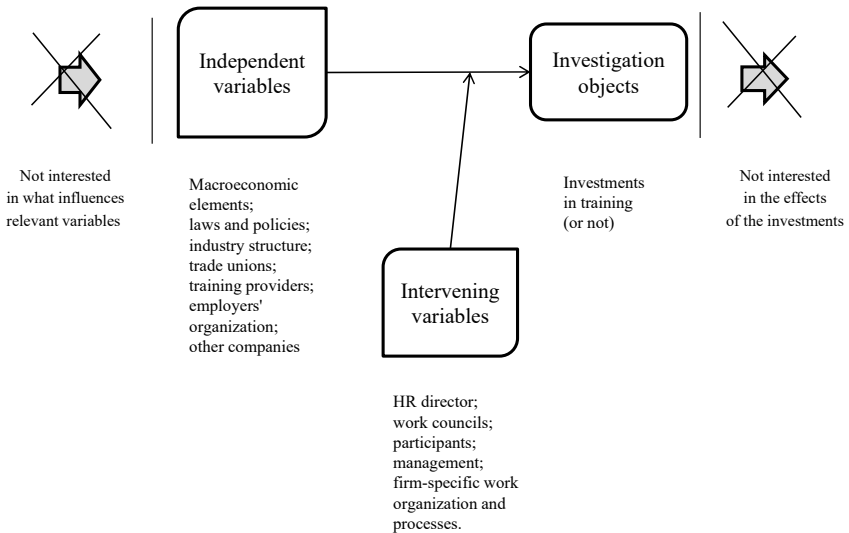 Independent
variables
Investigation
objects
Not interested
in what influences
relevant variables
Macroeconomic
elements;
laws and policies;
industry structure;
trade unions;
training providers;
employers'
organization;
other companies
Investments
in training
(or not)
Not interested
in the effects
of the investments
Intervening
variables
HR director;
work councils;
participants;
management;
firm-specific work
organization and
processes.